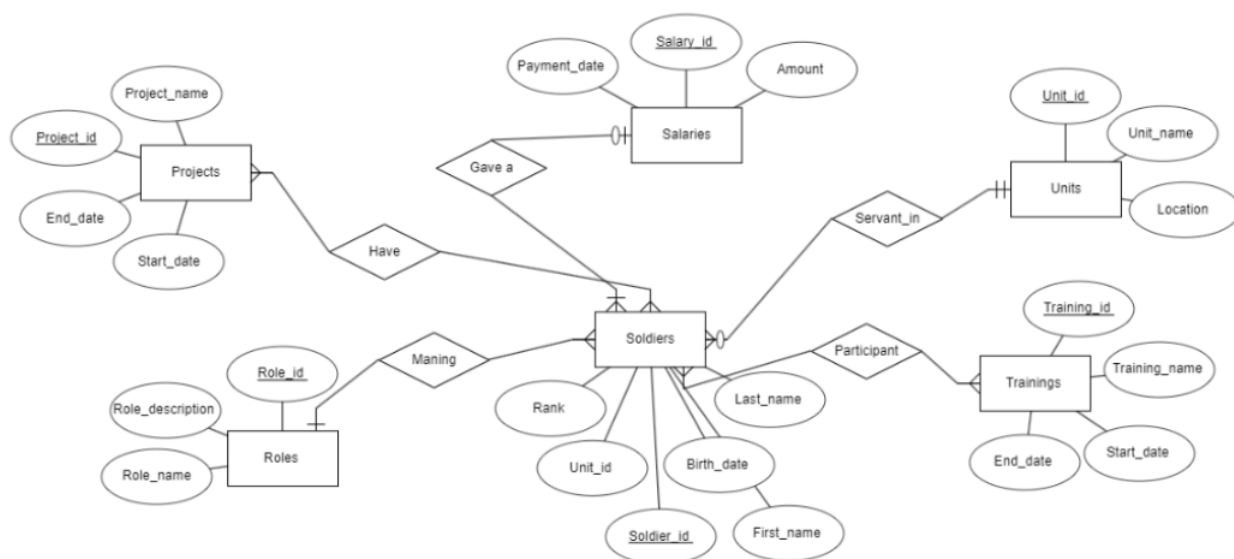 Salary_id
Payment_date
Amount
Salaries
Project_name
Project_id
Projects
End_date
Start_date
Gave a
Have
Unit_id
Unit_name
Units
Location
Servant_in
Soldiers
Maning
Participant
Training_id
Training_name
Trainings
Start_date
End_date
Role_id
Role_description
Roles
Role_name
Rank
Last_name
Unit_id
Birth_date
Soldier_id
First_name